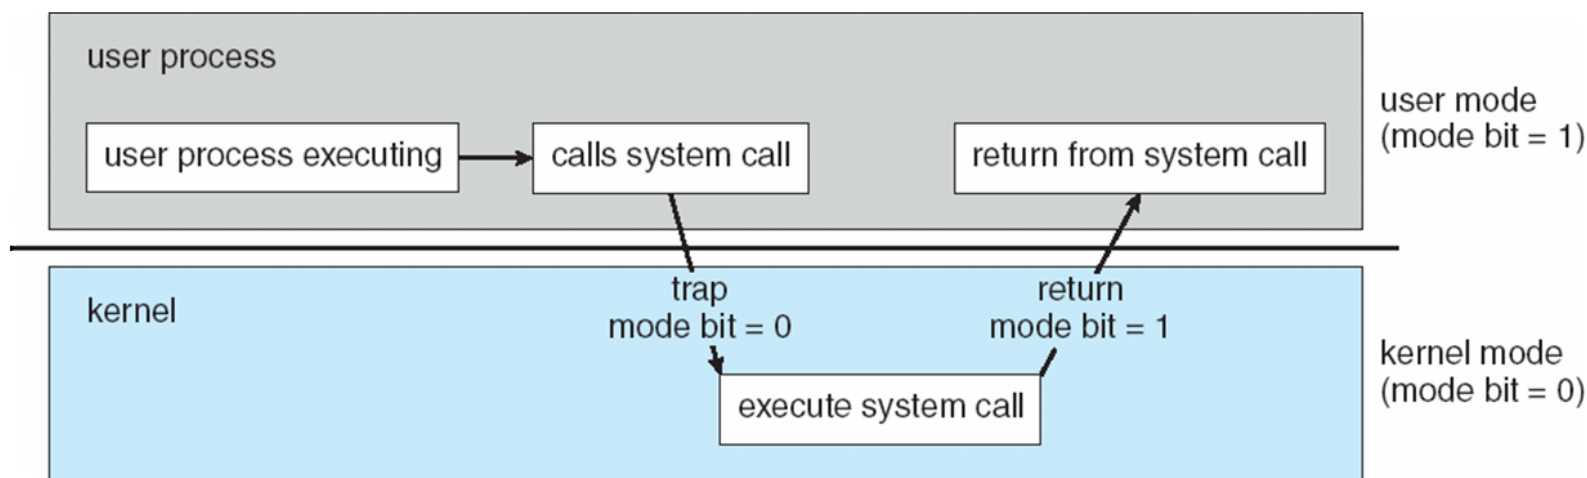 user process
user process executing
calls system call
return from system call
user mode
(mode bit = 1)
kernel
trap
mode bit = 0
return
mode bit = 1
execute system call
kernel mode
(mode bit = 0)